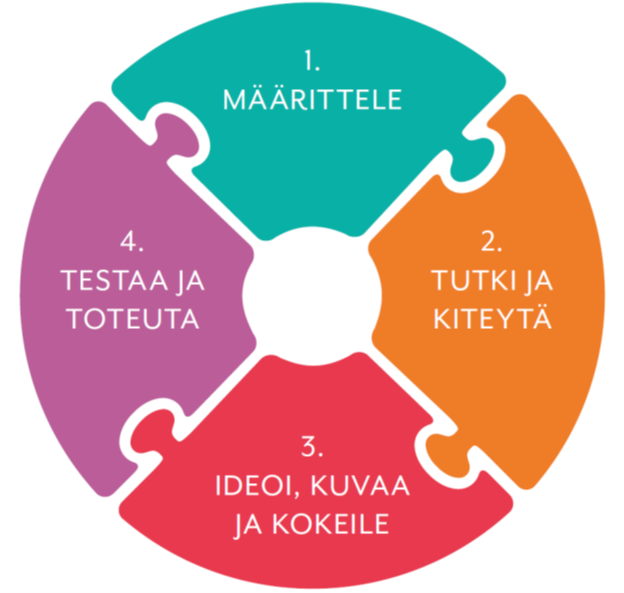 1.
MÄÄRITTELE
2.
TUTKI JA
KITEYTÄ
3.
IDEOI, KUVAA
JA KOKEILE
4.
TESTAA JA
TOTEUTA